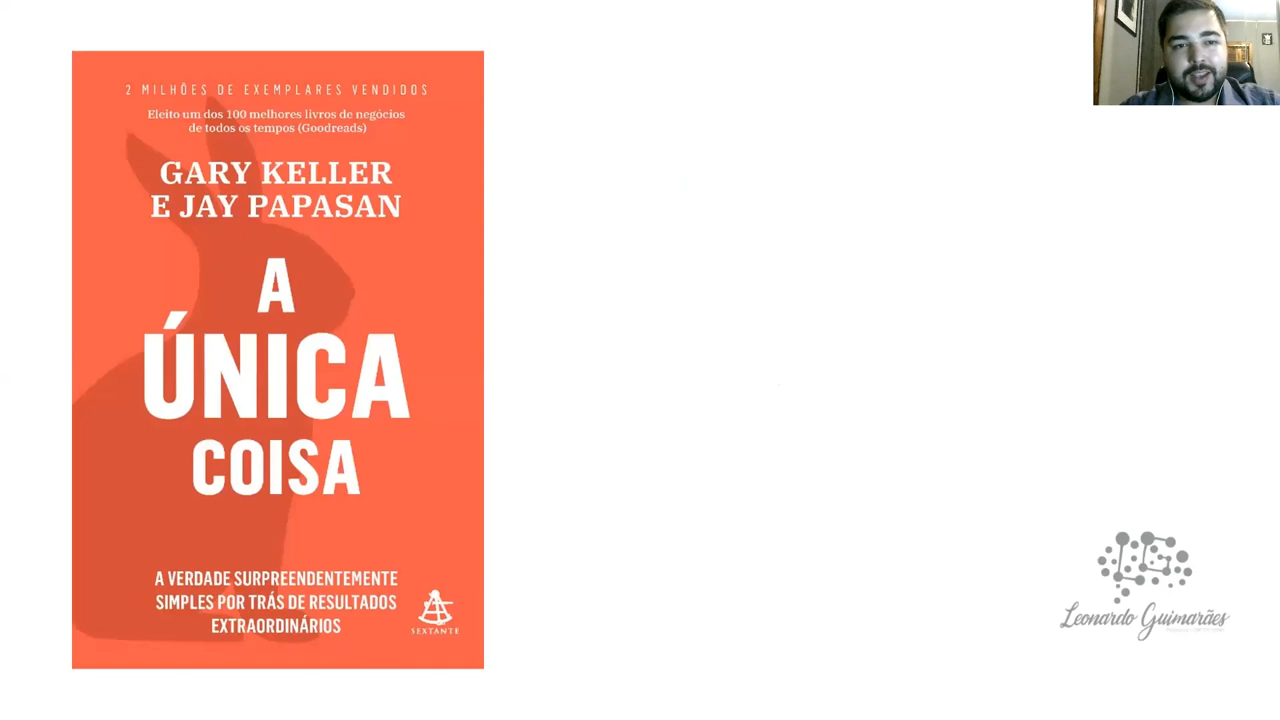 2 MILHÕES DE EXEMPLARES VENDIDOS
Eleito um dos 100 melhores livros de negócios
de todos os tempos (Goodreads)
GARY KELLER
E JAY PAPASAN
A
ÚNICA
COISA
A VERDADE SURPREENDENTEMENTE
SIMPLES POR TRÁS DE RESULTADOS
EXTRAORDINÁRIOS
SEXTANTE
LG
Leonardo Guimarães